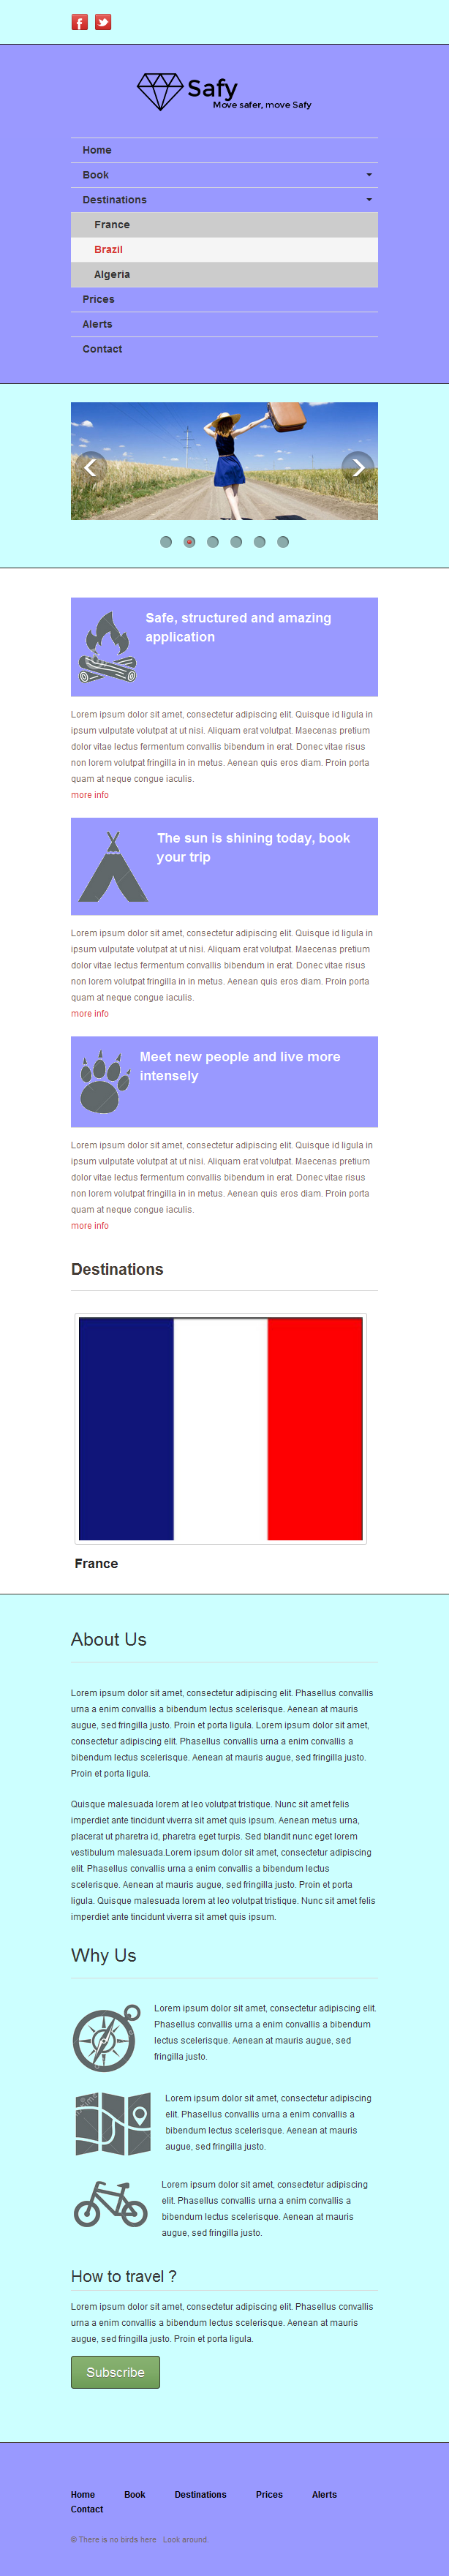 Safy
Move safer, move Safy
Home
Book
Destinations
France
Brazil
Algeria
Prices
Alerts
Contact
Safe, structured and amazing
application
Lorem ipsum dolor sit amet, consectetur adipiscing elit. Quisque id ligula in
ipsum vulputate volutpat at ut nisi. Aliquam erat volutpat. Maecenas pretium
dolor vitae lectus fermentum convallis bibendum in erat. Donec vitae risus
non lorem volutpat fringilla in in metus. Aenean quis eros diam. Proin porta
quam at neque congue iaculis.
more info
The sun is shining today, book
your trip
Lorem ipsum dolor sit amet, consectetur adipiscing elit. Quisque id ligula in
ipsum vulputate volutpat at ut nisi. Aliquam erat volutpat. Maecenas pretium
dolor vitae lectus fermentum convallis bibendum in erat. Donec vitae risus
non lorem volutpat fringilla in in metus. Aenean quis eros diam. Proin porta
quam at neque congue iaculis.
more info
Meet new people and live more
intensely
Lorem ipsum dolor sit amet, consectetur adipiscing elit. Quisque id ligula in
ipsum vulputate volutpat at ut nisi. Aliquam erat volutpat. Maecenas pretium
dolor vitae lectus fermentum convallis bibendum in erat. Donec vitae risus
non lorem volutpat fringilla in in metus. Aenean quis eros diam. Proin porta
quam at neque congue iaculis.
more info
Destinations
France
About Us
Lorem ipsum dolor sit amet, consectetur adipiscing elit. Phasellus convallis
urna a enim convallis a bibendum lectus scelerisque. Aenean at mauris
augue, sed fringilla justo. Proin et porta ligula. Lorem ipsum dolor sit amet,
consectetur adipiscing elit. Phasellus convallis urna a enim convallis a
bibendum lectus scelerisque. Aenean at mauris augue, sed fringilla justo.
Proin et porta ligula.
Quisque malesuada lorem at leo volutpat tristique. Nunc sit amet felis
imperdiet ante tincidunt viverra sit amet quis ipsum. Aenean metus urna,
placerat ut pharetra id, pharetra eget turpis. Sed blandit nunc eget lorem
vestibulum malesuada.Lorem ipsum dolor sit amet, consectetur adipiscing
elit. Phasellus convallis urna a enim convallis a bibendum lectus
scelerisque. Aenean at mauris augue, sed fringilla justo. Proin et porta
ligula. Quisque malesuada lorem at leo volutpat tristique. Nunc sit amet felis
imperdiet ante tincidunt viverra sit amet quis ipsum.
Why Us
Lorem ipsum dolor sit amet, consectetur adipiscing elit.
Phasellus convallis urna a enim convallis a bibendum
lectus scelerisque. Aenean at mauris augue, sed
fringilla justo.
Lorem ipsum dolor sit amet, consectetur adipiscing
elit. Phasellus convallis urna a enim convallis a
bibendum lectus scelerisque. Aenean at mauris
augue, sed fringilla justo.
Lorem ipsum dolor sit amet, consectetur adipiscing
elit. Phasellus convallis urna a enim convallis a
bibendum lectus scelerisque. Aenean at mauris
augue, sed fringilla justo.
How to travel ?
Lorem ipsum dolor sit amet, consectetur adipiscing elit. Phasellus convallis
urna a enim convallis a bibendum lectus scelerisque. Aenean at mauris
augue, sed fringilla justo. Proin et porta ligula.
Subscribe
Home Book Destinations Prices Alerts
Contact
© There is no birds here Look around.